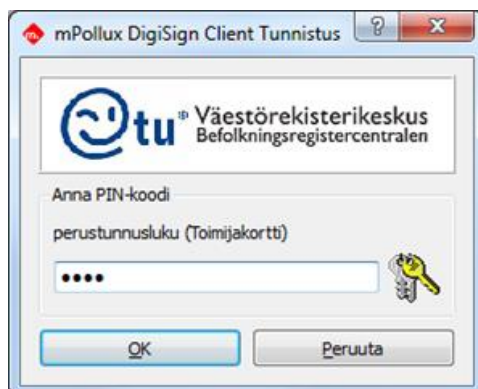 mPollux DigiSign Client Tunnistus
tu Väestörekisterikeskus
Befolkningsregistercentralen
Anna PIN-koodi
perustunnusluku (Toimijakortti)
••••
OK
Peruuta